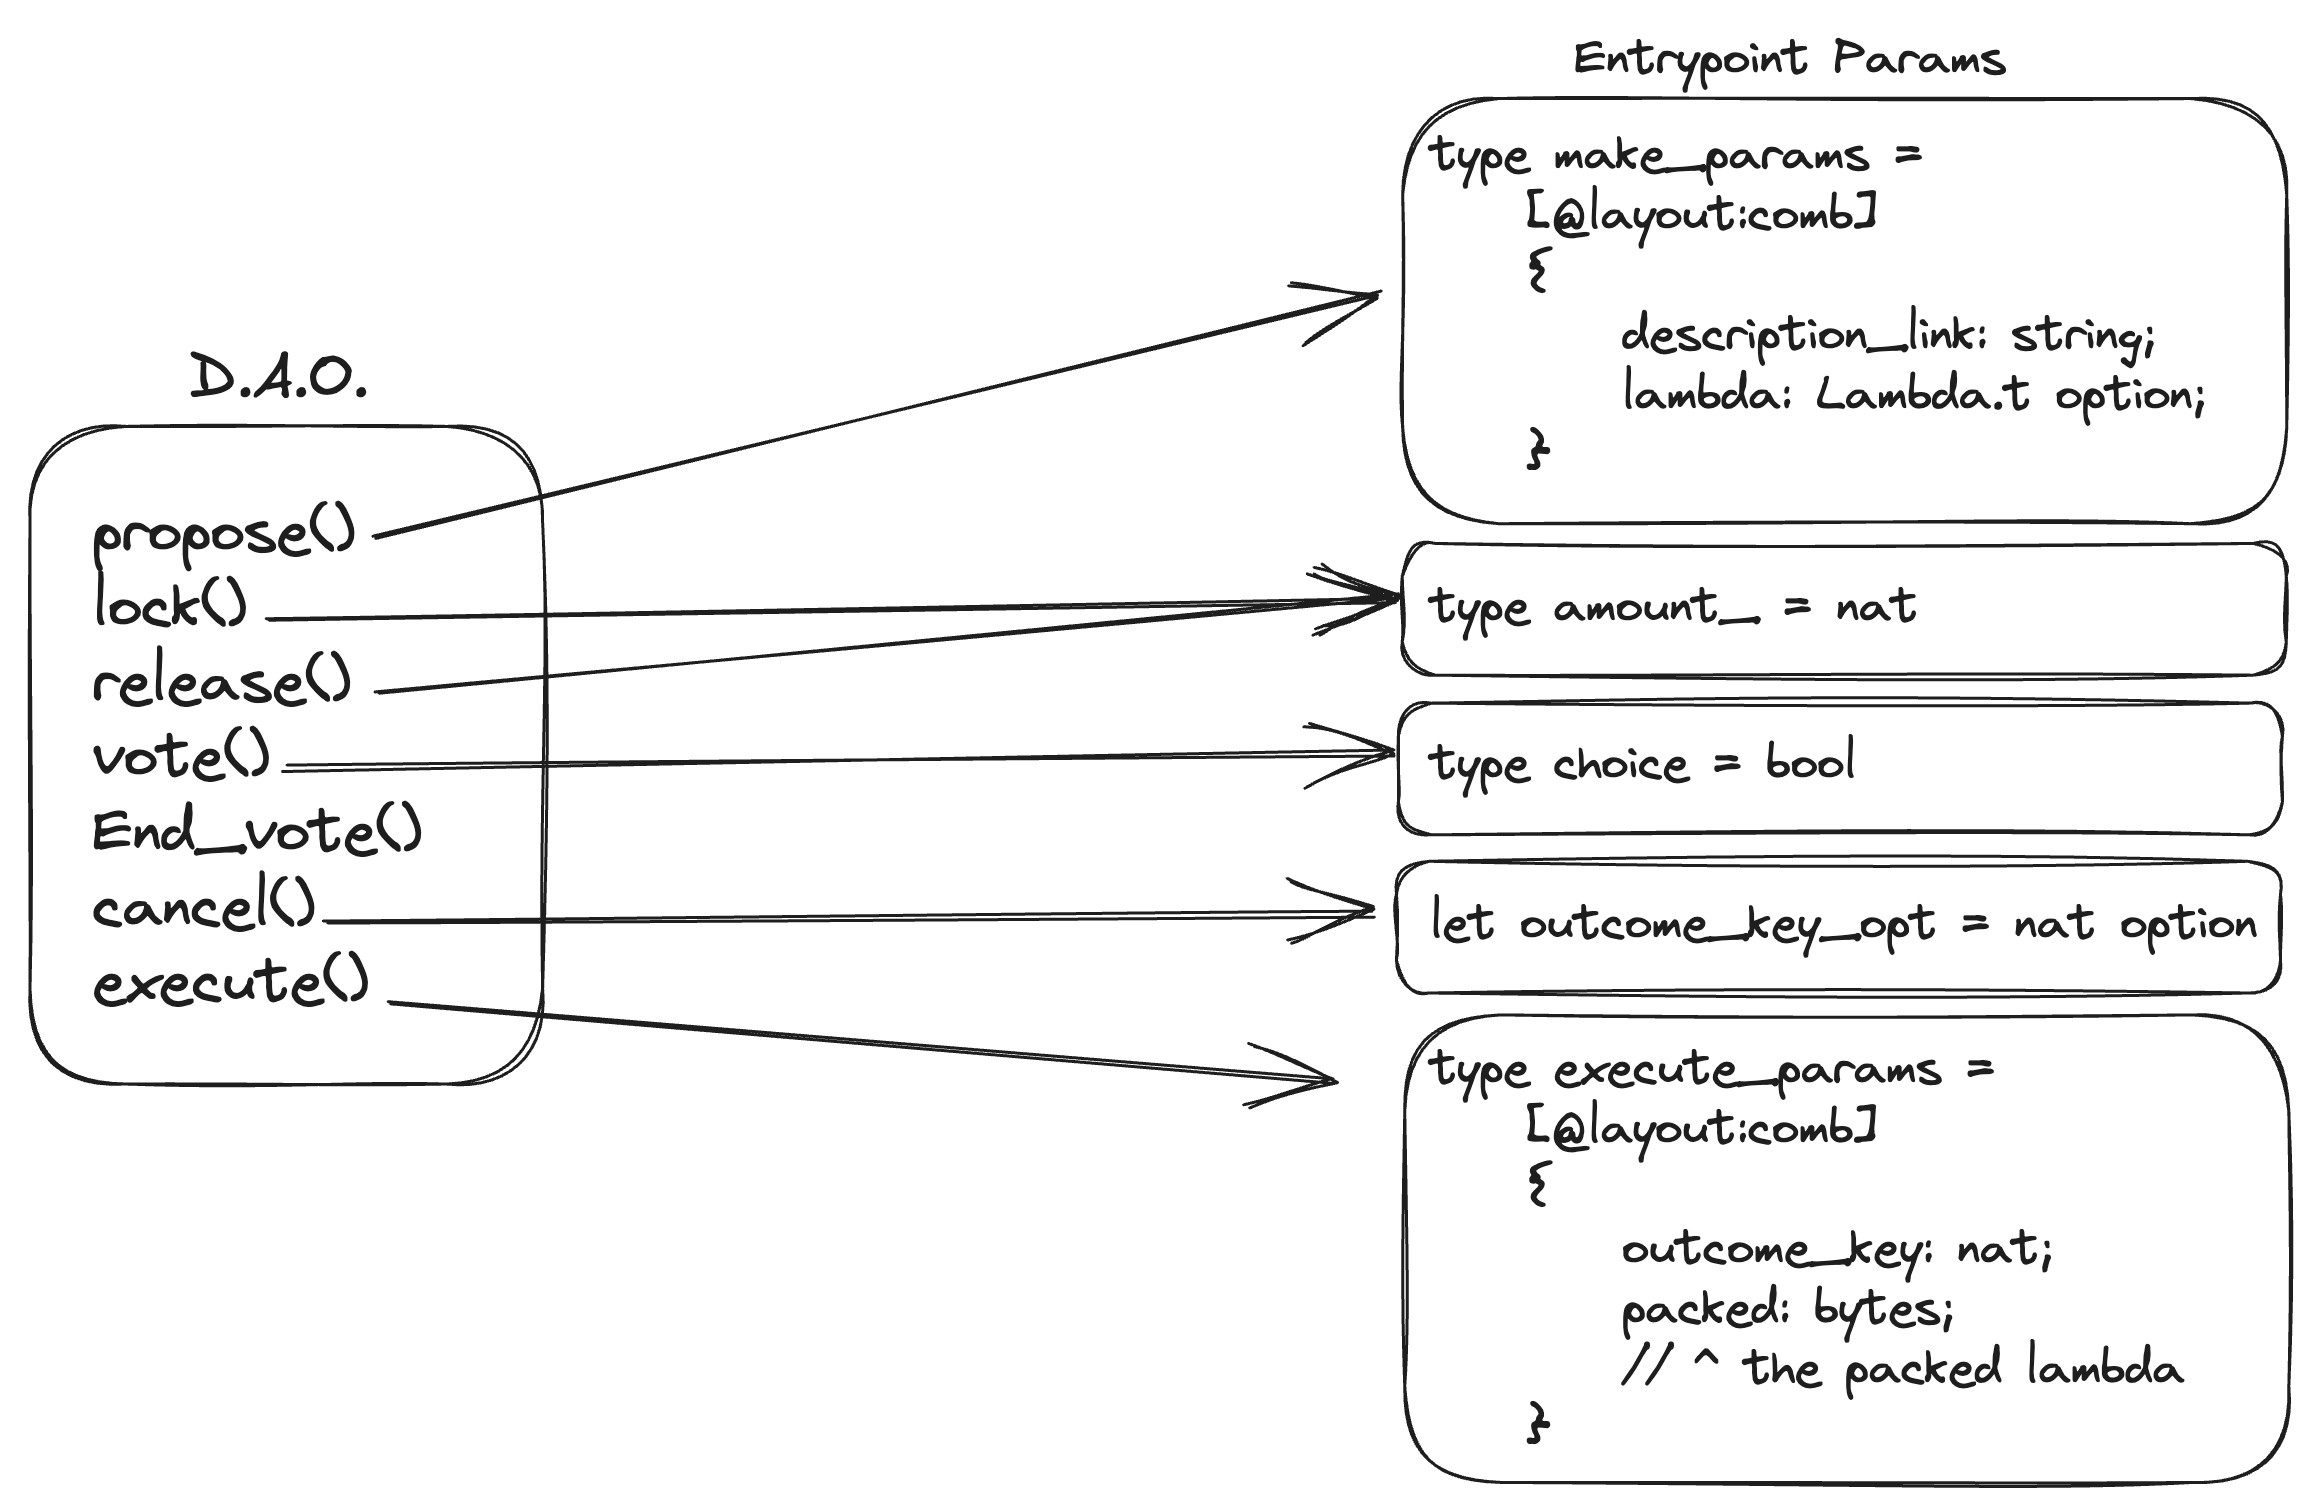 D.A.O.
propose()
lock()
release()
vote()
End_vote()
cancel()
execute()
Entrypoint Params
type make_params =
[@layout:comb]
{
description_link: string;
lambda: Lambda.t option;
}
type amount_ = nat
type choice = bool
let outcome_key_opt = nat option
type execute_params =
[@layout:comb]
{
outcome_key: nat;
packed: bytes;
// ^ the packed lambda
}